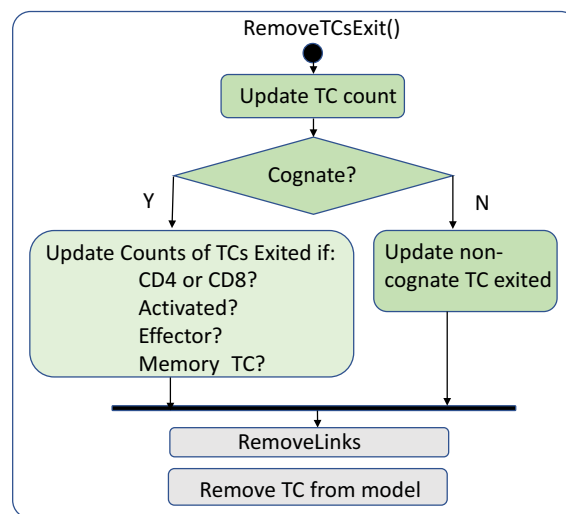 RemoveTCsExit()
Update TC count
Cognate?
Y
N
Update Counts of TCs Exited if:
CD4 or CD8?
Activated?
Effector?
Memory TC?
Update non-
cognate TC exited
RemoveLinks
Remove TC from model